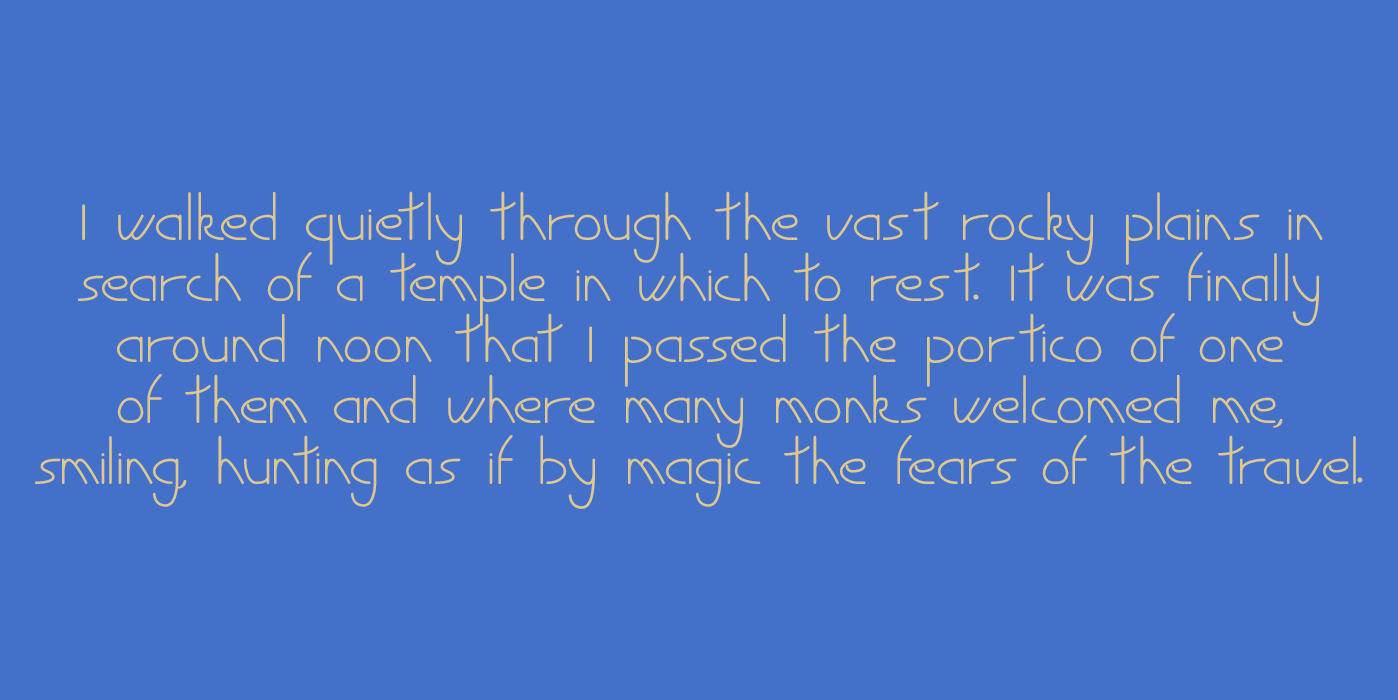 I walked quietly through the vast rocky plains in
search of a temple in which to rest. It was finally
around noon that I passed the portico of one
of them and where many monks welcomed me,
smiling, hunting as if by magic the fears of the travel.